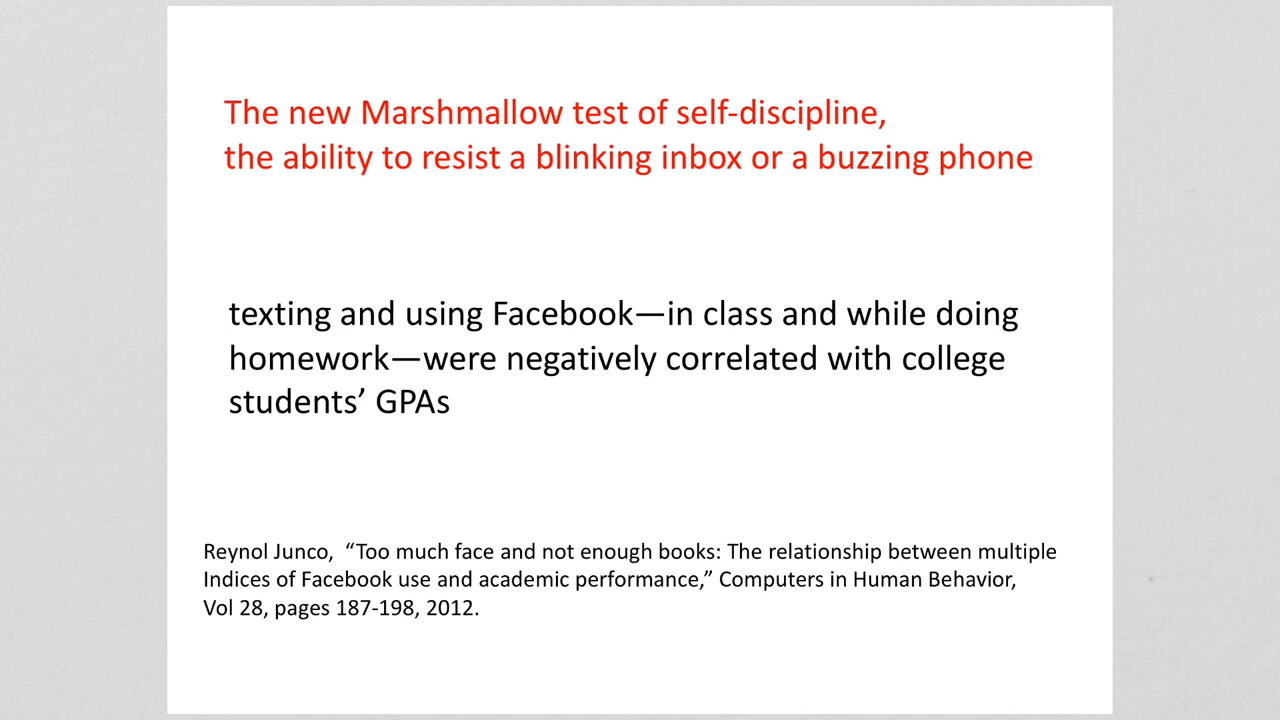 The new Marshmallow test of self-discipline,
the ability to resist a blinking inbox or a buzzing phone
texting and using Facebook—in class and while doing
homework—were negatively correlated with college
students’ GPAs
Reynol Junco,  “Too much face and not enough books: The relationship between multiple
Indices of Facebook use and academic performance,” Computers in Human Behavior,
Vol 28, pages 187-198, 2012.